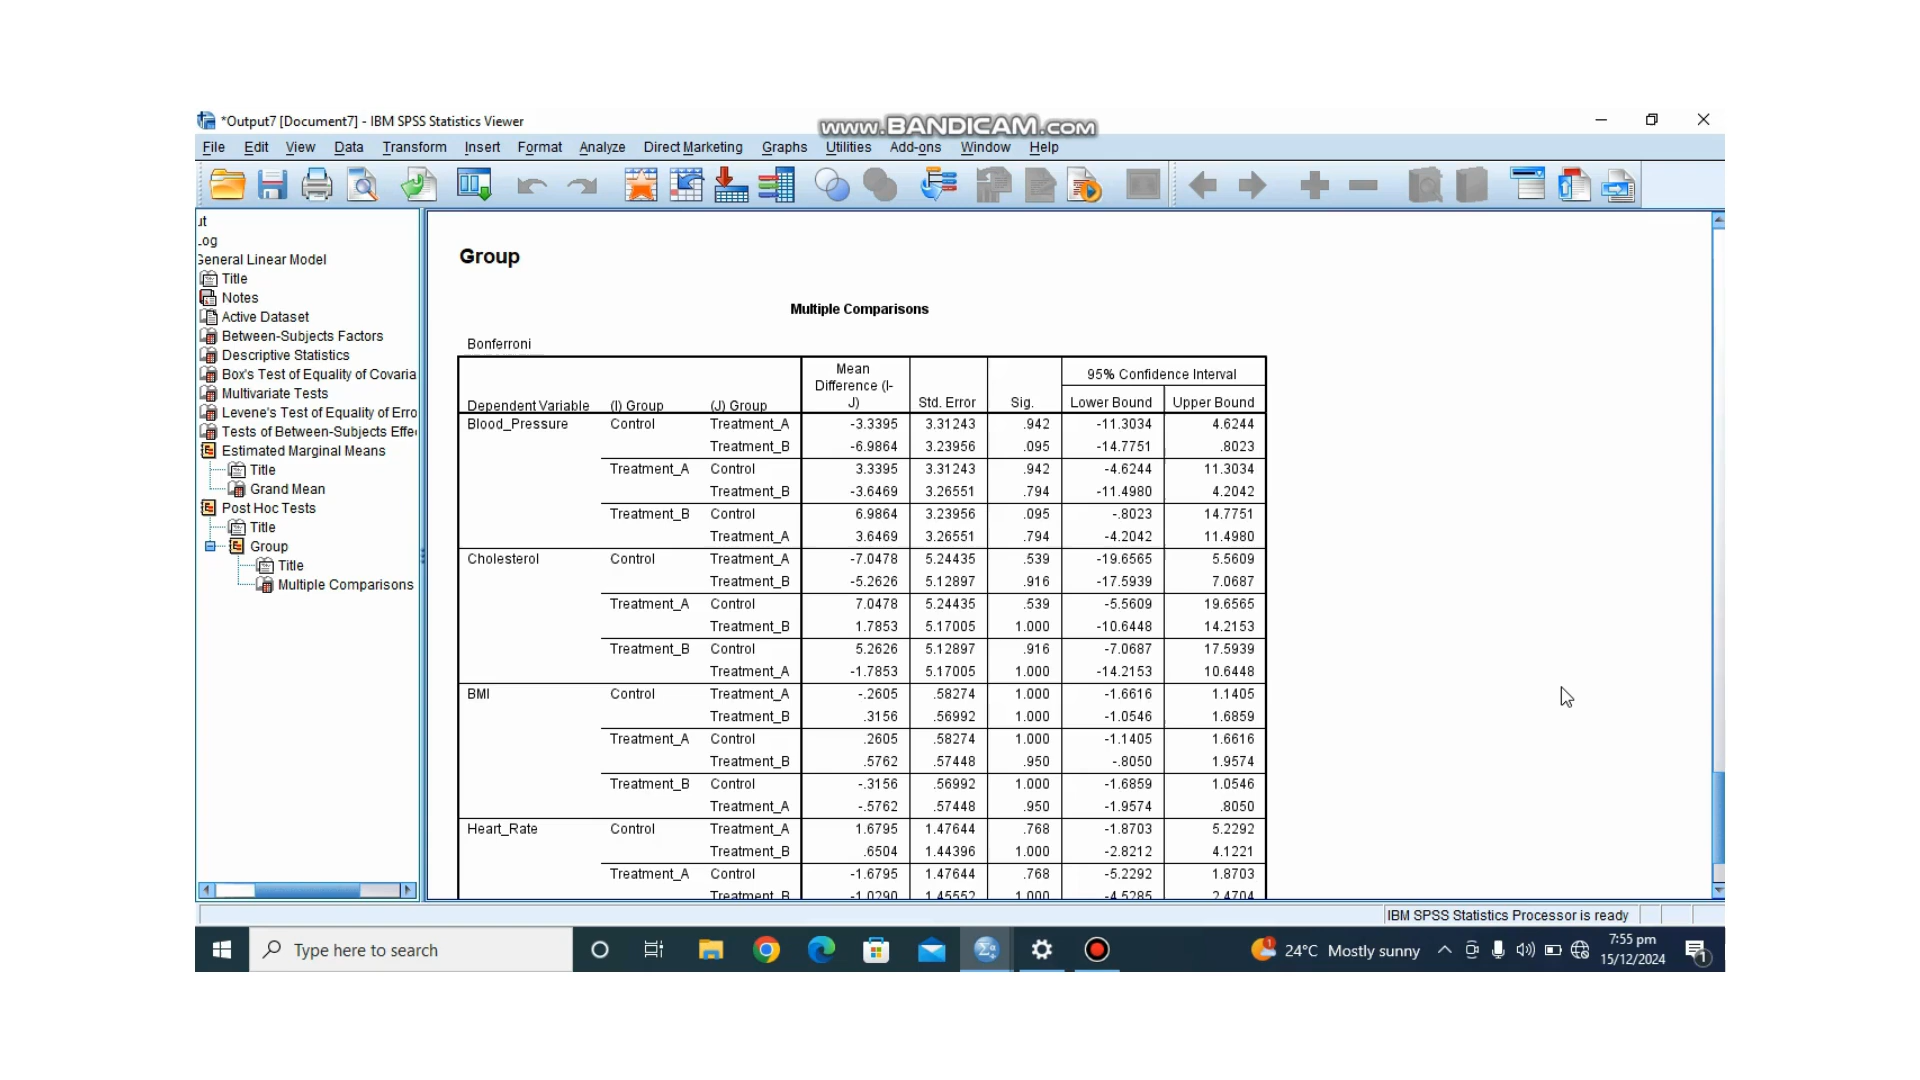 *Output7 [Document7] - IBM SPSS Statistics Viewer
www.BANDICAM.com
File Edit View Data Transform Insert Format Analyze Direct Marketing Graphs Utilities Add-ons Window Help
ut
Log
General Linear Model
Title
Notes
Active Dataset
Between-Subjects Factors
Descriptive Statistics
Box's Test of Equality of Covaria
Multivariate Tests
Levene's Test of Equality of Erro
Tests of Between-Subjects Effe
Estimated Marginal Means
Title
Grand Mean
Post Hoc Tests
Title
Group
Title
Multiple Comparisons
Group
Multiple Comparisons
Bonferroni
Dependent Variable (I) Group (J) Group Mean Difference (I-J) Std. Error Sig. 95% Confidence Interval
Lower Bound Upper Bound
Blood_Pressure Control Treatment_A -3.3395 3.31243 .942 -11.3034 4.6244
Treatment_B -6.9864 3.23956 .095 -14.7751 .8023
Treatment_A Control 3.3395 3.31243 .942 -4.6244 11.3034
Treatment_B -3.6469 3.26551 .794 -11.4980 4.2042
Treatment_B Control 6.9864 3.23956 .095 -.8023 14.7751
Treatment_A 3.6469 3.26551 .794 -4.2042 11.4980
Cholesterol Control Treatment_A -7.0478 5.24435 .539 -19.6565 5.5609
Treatment_B -5.2626 5.12897 .916 -17.5939 7.0687
Treatment_A Control 7.0478 5.24435 .539 -5.5609 19.6565
Treatment_B 1.7853 5.17005 1.000 -10.6448 14.2153
Treatment_B Control 5.2626 5.12897 .916 -7.0687 17.5939
Treatment_A -1.7853 5.17005 1.000 -14.2153 10.6448
BMI Control Treatment_A -.2605 .58274 1.000 -1.6616 1.1405
Treatment_B .3156 .56992 1.000 -1.0546 1.6859
Treatment_A Control .2605 .58274 1.000 -1.1405 1.6616
Treatment_B .5762 .57448 .950 -.8050 1.9574
Treatment_B Control -.3156 .56992 1.000 -1.6859 1.0546
Treatment_A -.5762 .57448 .950 -1.9574 .8050
Heart_Rate Control Treatment_A 1.6795 1.47644 .768 -1.8703 5.2292
Treatment_B .6504 1.44396 1.000 -2.8212 4.1221
Treatment_A Control -1.6795 1.47644 .768 -5.2292 1.8703
Treatment_B -1.0290 1.45552 1.000 -4.5285 2.4704
IBM SPSS Statistics Processor is ready
Type here to search
1
24°C Mostly sunny
7:55 pm
15/12/2024
1